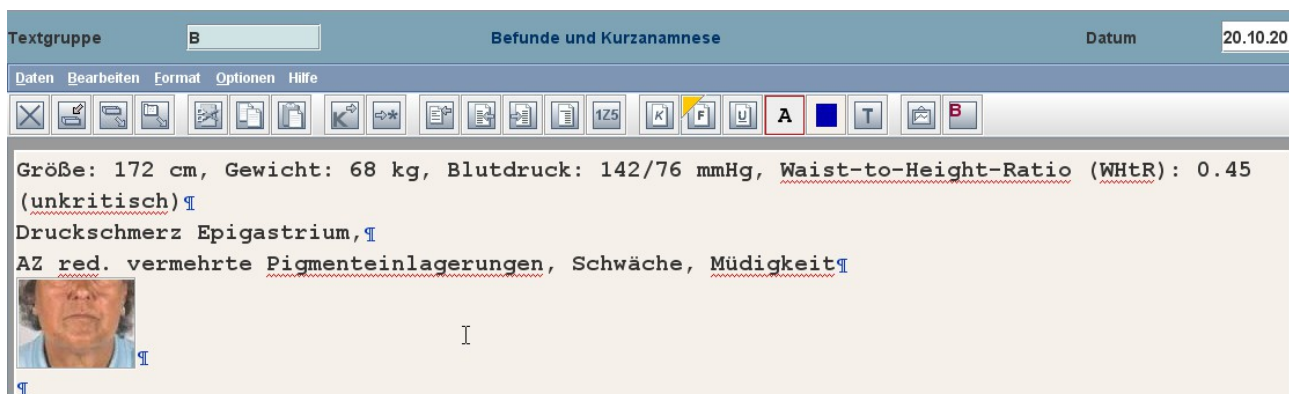 Textgruppe B Befunde und Kurzanamnese Datum 20.10.20
Daten Bearbeiten Format Optionen Hilfe
K * 1Z5 K F U A T B
Größe: 172 cm, Gewicht: 68 kg, Blutdruck: 142/76 mmHg, Waist-to-Height-Ratio (WHtR): 0.45
(unkritisch)¶
Druckschmerz Epigastrium,¶
AZ red. vermehrte Pigmenteinlagerungen, Schwäche, Müdigkeit¶
¶
¶